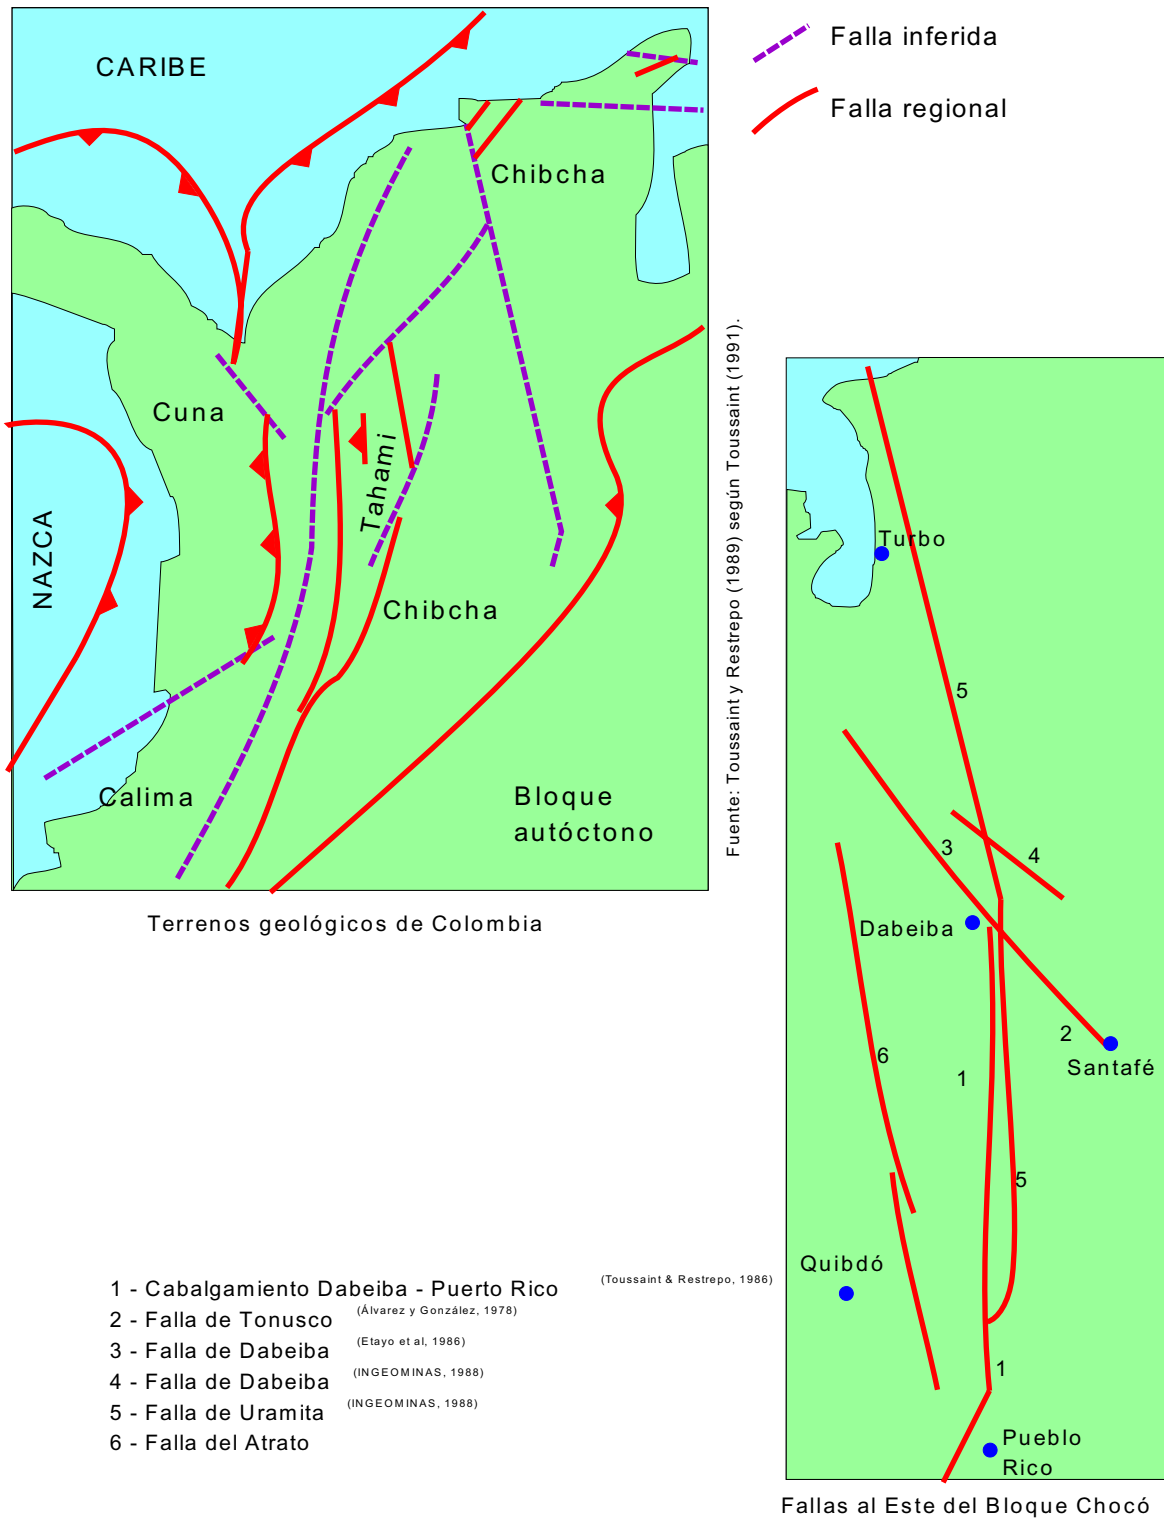 CARIBE
Chibcha
Cuna
NAZCA
Tahami
Chibcha
Calima
Bloque
autóctono
Terrenos geológicos de Colombia
Falla inferida
Falla regional
Fuente: Toussaint y Restrepo (1989) según Toussaint (1991).
Turbo
5
3
4
Dabeiba
2
Santafé
6
1
5
Quibdó
1
Pueblo
Rico
Fallas al Este del Bloque Chocó
1 - Cabalgamiento Dabeiba - Puerto Rico (Toussaint & Restrepo, 1986)
2 - Falla de Tonusco (Álvarez y González, 1978)
3 - Falla de Dabeiba (Etayo et al, 1986)
4 - Falla de Dabeiba (INGEOMINAS, 1988)
5 - Falla de Uramita (INGEOMINAS, 1988)
6 - Falla del Atrato